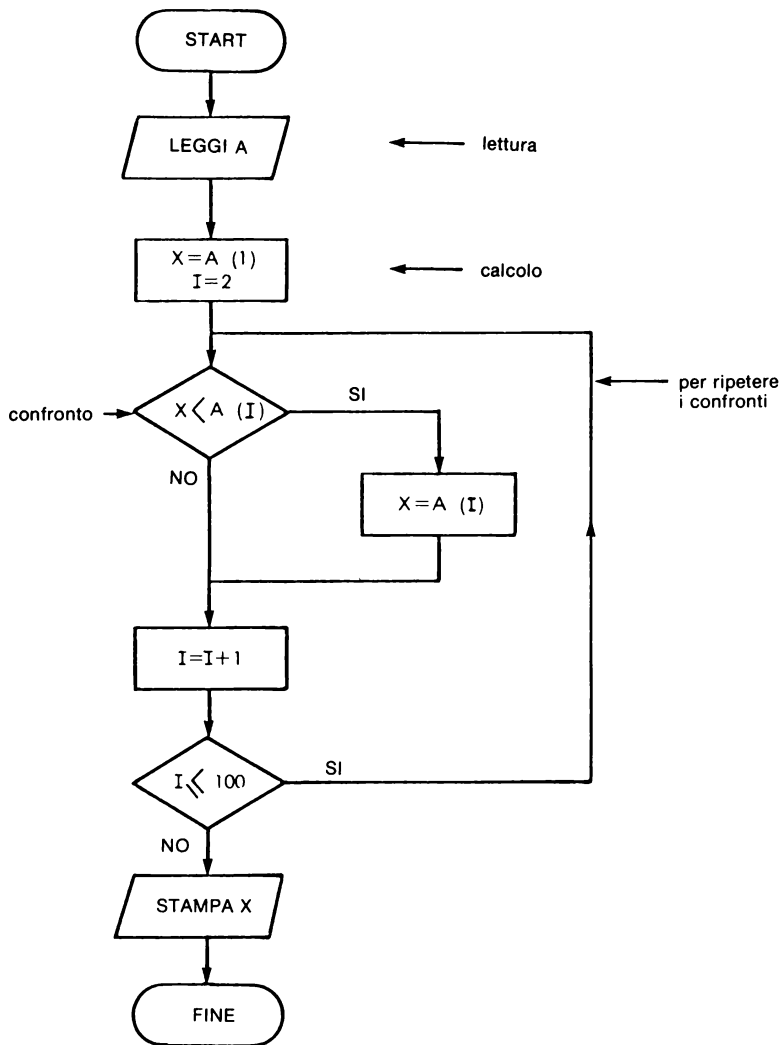 START
LEGGI A
lettura
X=A (1)
I=2
calcolo
per ripetere
i confronti
confronto
X<A (I)
SI
NO
X=A (I)
I=I+1
I≤100
SI
NO
STAMPA X
FINE